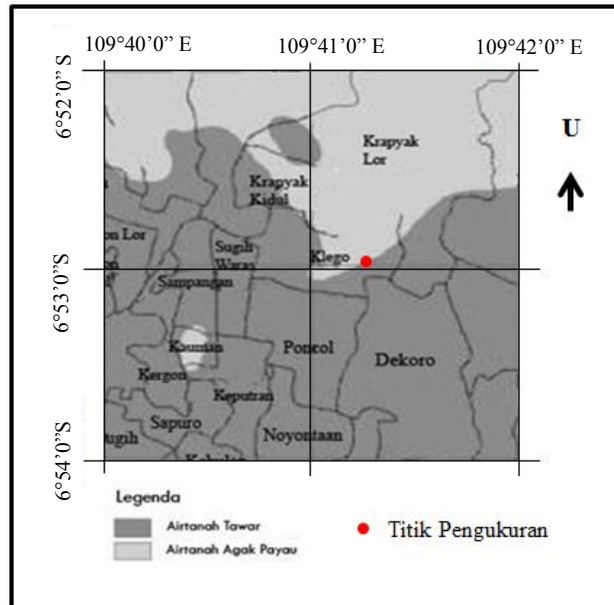 109°40’0” E 109°41’0” E 109°42’0” E
6°52’0” S
U
Krapyak
Lor
Krapyak
Kidul
on Lor
Sugih
Waras
Klego
6°53’0”S
Sampangan
Kauman
Poncol
Dekoro
Kergon
Keputran
Sapuro
Noyontaan
ugih
6°54’0”S
Legenda
Airtanah Tawar
Airtanah Agak Payau
Titik Pengukuran